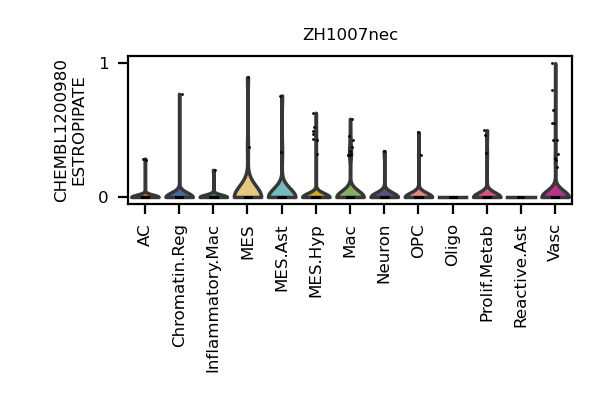 ZH1007nec
CHEMBL1200980
ESTROPIPATE
1
0
AC
Chromatin.Reg
Inflammatory.Mac
MES
MES.Ast
MES.Hyp
Mac
Neuron
OPC
Oligo
Prolif.Metab
Reactive.Ast
Vasc